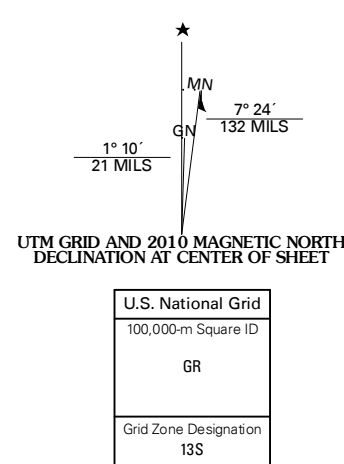 ★
MN
7° 24´
132 MILS
GN
1° 10´
21 MILS
UTM GRID AND 2010 MAGNETIC NORTH
DECLINATION AT CENTER OF SHEET
U.S. National Grid
100,000-m Square ID
GR
Grid Zone Designation
13S